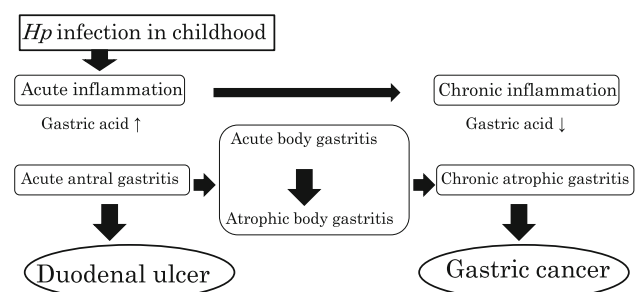 Hp infection in childhood
Acute inflammation
Chronic inflammation
Gastric acid ↑
Gastric acid ↓
Acute body gastritis
Acute antral gastritis
Chronic atrophic gastritis
Atrophic body gastritis
Duodenal ulcer
Gastric cancer